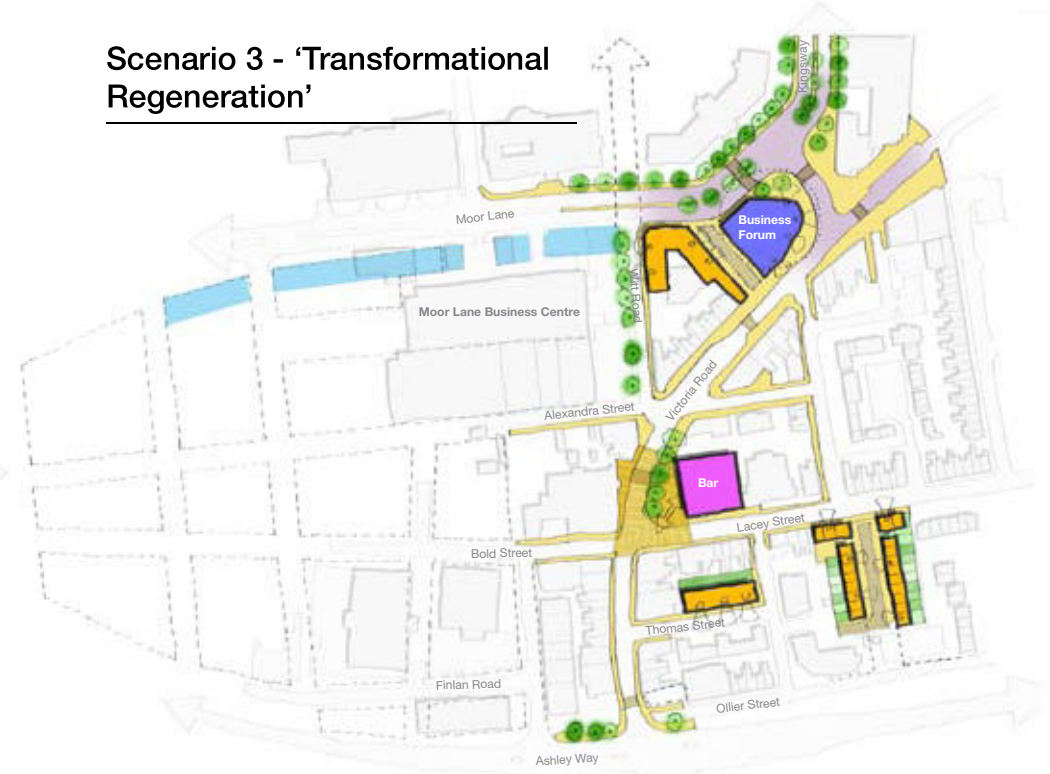 Scenario 3 - ‘Transformational
Regeneration’
Kingsway
Moor Lane
Business
Forum
Witt Road
Moor Lane Business Centre
Victoria Road
Alexandra Street
Bar
Lacey Street
Bold Street
Thomas Street
Finlan Road
Ollier Street
Ashley Way